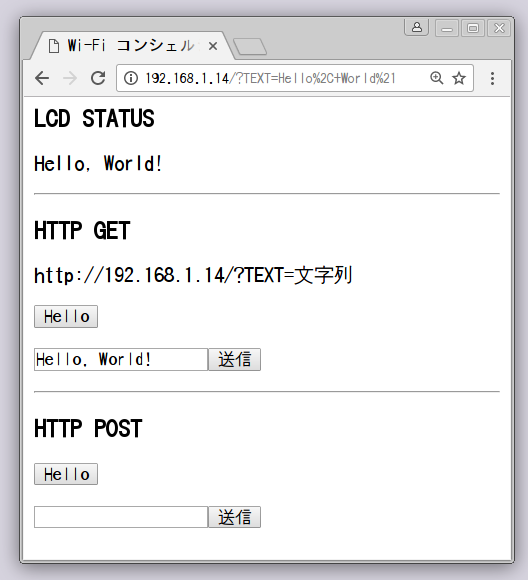 Wi-Fi コンシェル
192.168.1.14/?TEXT=Hello%2C+World%21
LCD STATUS
Hello, World!
HTTP GET
http://192.168.1.14/?TEXT=文字列
Hello
Hello, World! 送信
HTTP POST
Hello
送信